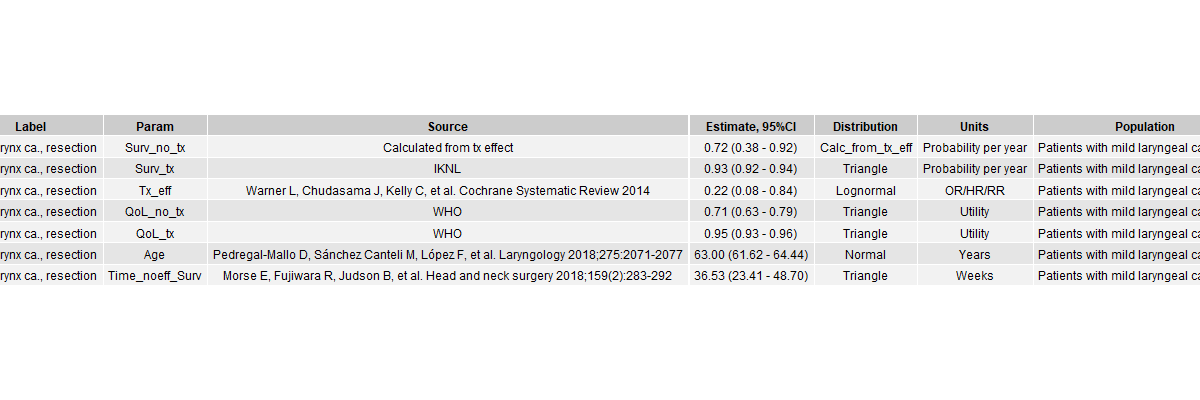 Label Param Source Estimate, 95%CI Distribution Units Population
rynx ca., resection Surv_no_tx Calculated from tx effect 0.72 (0.38 - 0.92) Calc_from_tx_eff Probability per year Patients with mild laryngeal ca
rynx ca., resection Surv_tx IKNL 0.93 (0.92 - 0.94) Triangle Probability per year Patients with mild laryngeal ca
rynx ca., resection Tx_eff Warner L, Chudasama J, Kelly C, et al. Cochrane Systematic Review 2014 0.22 (0.08 - 0.84) Lognormal OR/HR/RR Patients with mild laryngeal ca
rynx ca., resection QoL_no_tx WHO 0.71 (0.63 - 0.79) Triangle Utility Patients with mild laryngeal ca
rynx ca., resection QoL_tx WHO 0.95 (0.93 - 0.96) Triangle Utility Patients with mild laryngeal ca
rynx ca., resection Age Pedregal-Mallo D, Sánchez Canteli M, López F, et al. Laryngology 2018;275:2071-2077 63.00 (61.62 - 64.44) Normal Years Patients with mild laryngeal ca
rynx ca., resection Time_noeff_Surv Morse E, Fujiwara R, Judson B, et al. Head and neck surgery 2018;159(2):283-292 36.53 (23.41 - 48.70) Triangle Weeks Patients with mild laryngeal ca